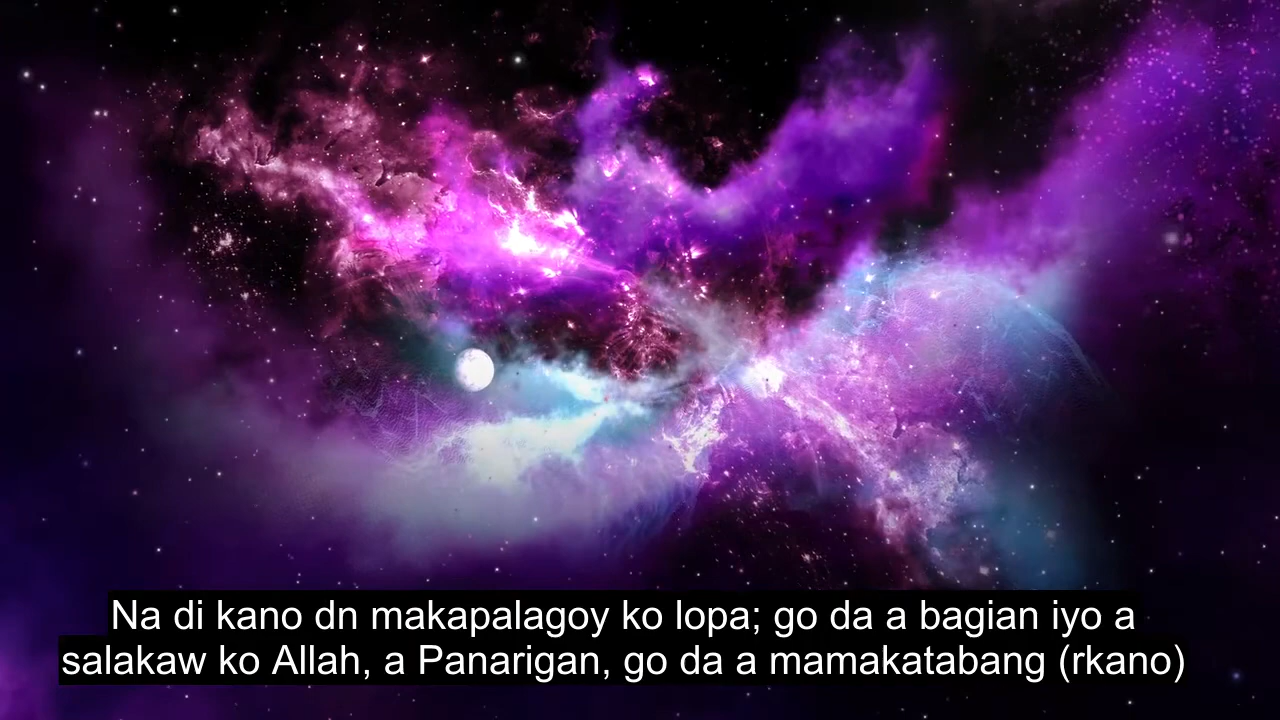 Na di kano dn makapalagoy ko lopa; go da a bagian iyo a
salakaw ko Allah, a Panarigan, go da a mamakatabang (rkano)